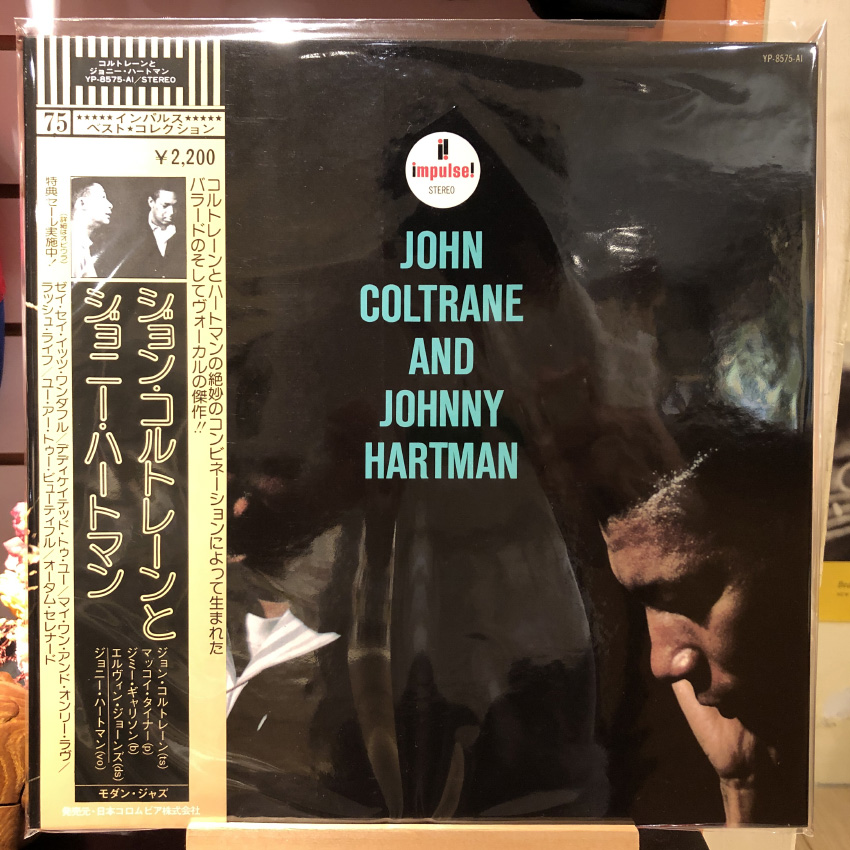 コルトレーンと
ジョニー・ハートマン
YP-8575-AI/STEREO
75
★★★★★インパルス★★★★★
ベスト★コレクション
¥2,200
コルトレーンとハートマンの絶妙のコンビネーションによって生まれた
バラードのそしてヴォーカルの傑作!!
特典セール実施中!
ジョン・コルトレーンと
ジョニー・ハートマン
ゼイ・セイ・イッツ・ワンダフル/デディケイテッド・トゥ・ユー/マイ・ワン・アンド・オンリー・ラヴ/
ラッシュ・ライフ/ユー・アー・トゥー・ビューティフル/オータム・セレナード
ジョン・コルトレーン(ts)
マッコイ・タイナー(p)
ジミー・ギャリソン(b)
エルヴィン・ジョーンズ(ds)
ジョニー・ハートマン(vo)
モダン・ジャズ
発売元・日本コロムビア株式会社
YP-8575-AI
impulse!
STEREO
JOHN
COLTRANE
AND
JOHNNY
HARTMAN